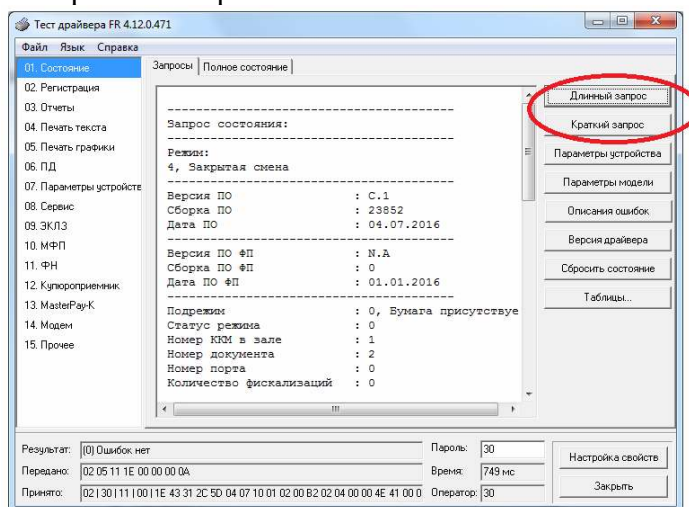 Тест драйвера FR 4.12.0.471
Файл Язык Справка
01. Состояние
02. Регистрация
03. Отчеты
04. Печать текста
05. Печать графики
06. ПД
07. Параметры устройств
08. Сервис
09. ЭКЛЗ
10. МФП
11. ФН
12. Купюроприемник
13. MasterPay-K
14. Модем
15. Прочее
Запросы Полное состояние
Запрос состояния:
Режим:
4, Закрытая смена
Версия ПО : C.1
Сборка ПО : 23852
Дата ПО : 04.07.2016
Версия ПО ФП : N.A
Сборка ПО ФП : 0
Дата ПО ФП : 01.01.2016
Подрежим : 0, Бумага присутствуе
Статус режима : 0
Номер ККМ в зале : 1
Номер документа : 2
Номер порта : 0
Количество фискализаций : 0
Длинный запрос
Краткий запрос
Параметры устройства
Параметры модели
Описания ошибок
Версия драйвера
Сбросить состояние
Таблицы...
Результат: (0) Ошибок нет Пароль: 30
Передано: 02 05 11 1E 00 00 00 0A Время: 749 мс
Принято: 02 | 30 | 11 | 00 | 1E 43 31 2C 5D 04 07 10 01 02 00 B2 02 04 00 00 4E 41 00 0 Оператор: 30
Настройка свойств
Закрыть